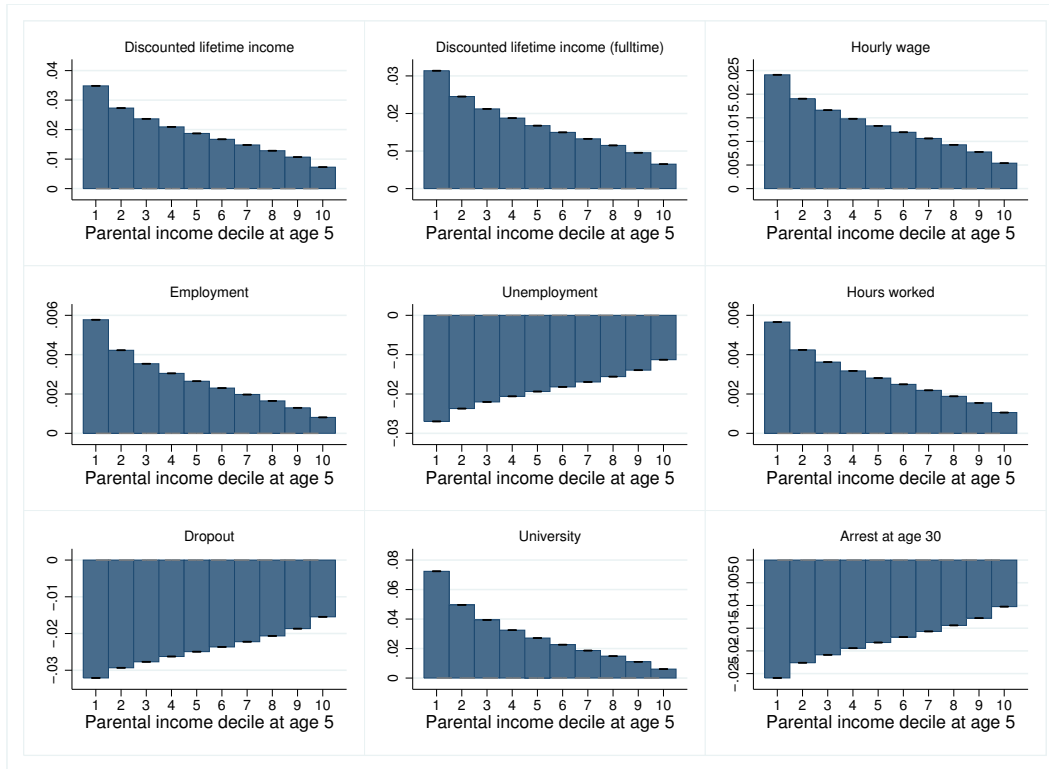 Discounted lifetime income
.04
.03
.02
.01
0
1 2 3 4 5 6 7 8 9 10
Parental income decile at age 5
Discounted lifetime income (fulltime)
.03
.02
.01
0
1 2 3 4 5 6 7 8 9 10
Parental income decile at age 5
Hourly wage
0 .005.01.015.02.025
1 2 3 4 5 6 7 8 9 10
Parental income decile at age 5
Employment
.006
.004
.002
0
1 2 3 4 5 6 7 8 9 10
Parental income decile at age 5
Unemployment
0
-.01
-.02
-.03
1 2 3 4 5 6 7 8 9 10
Parental income decile at age 5
Hours worked
.006
.004
.002
0
1 2 3 4 5 6 7 8 9 10
Parental income decile at age 5
Dropout
0
-.01
-.02
-.03
1 2 3 4 5 6 7 8 9 10
Parental income decile at age 5
University
.08
.06
.04
.02
0
1 2 3 4 5 6 7 8 9 10
Parental income decile at age 5
Arrest at age 30
1 2 3 4 5 6 7 8 9 10
Parental income decile at age 5